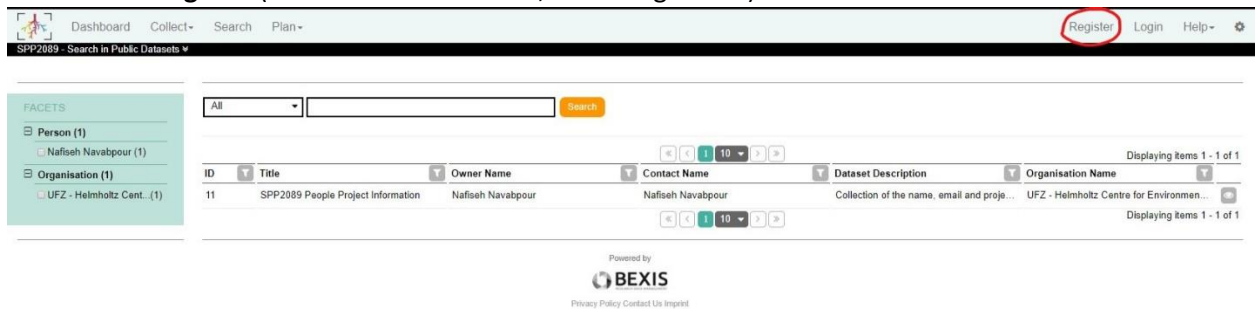 Dashboard Collect Search Plan Register Login Help
SPP2089 - Search in Public Datasets
FACETS
Person (1)
Nafiseh Navabpour (1)
Organisation (1)
UFZ - Helmholtz Cent...(1)
All Search
1 10 Displaying items 1 - 1 of 1
ID Title Owner Name Contact Name Dataset Description Organisation Name
11 SPP2089 People Project Information Nafiseh Navabpour Nafiseh Navabpour Collection of the name, email and proje... UFZ - Helmholtz Centre for Environmen...
1 10 Displaying items 1 - 1 of 1
Powered by
BEXIS
Privacy Policy Contact Us Imprint